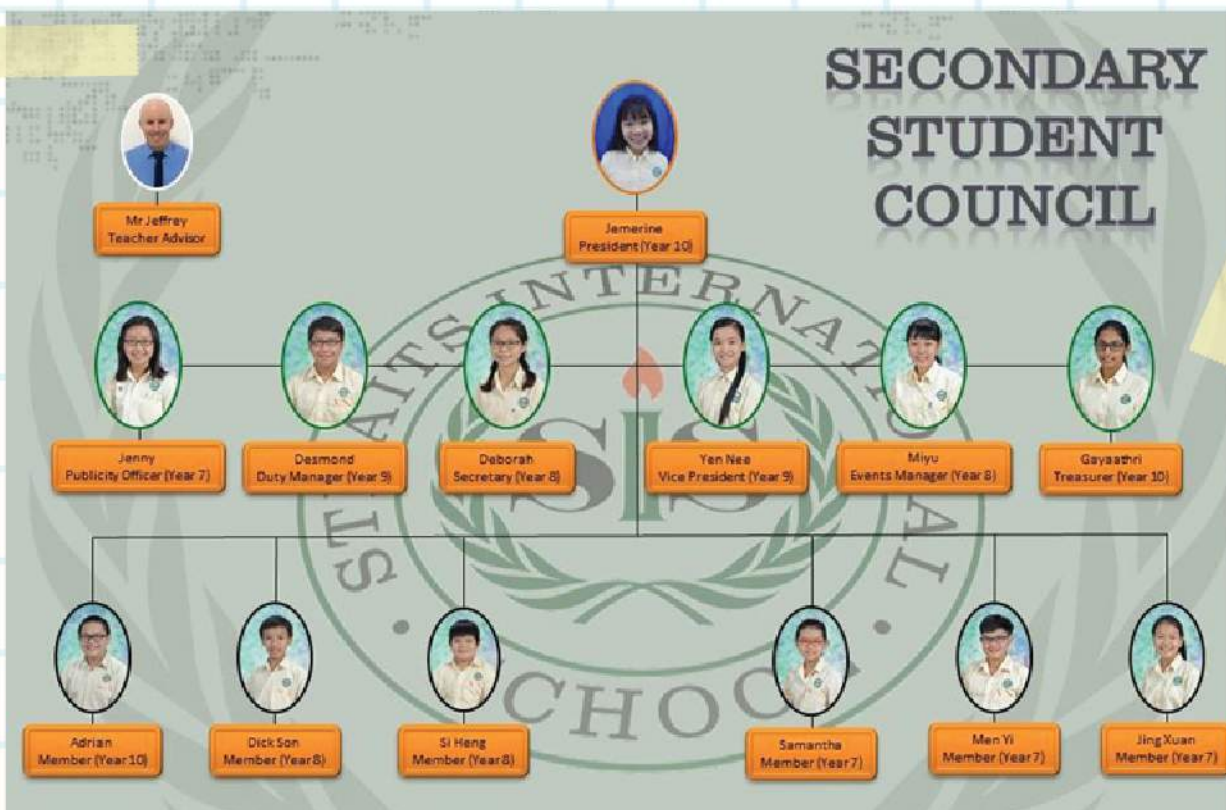 SECONDARY
STUDENT
COUNCIL
Mr Jeffrey
Teacher Advisor
Jemerine
President (Year 10)
Jenny
Publicity Officer (Year 7)
Desmond
Duty Manager (Year 9)
Deborah
Secretary (Year 8)
Yen Nee
Vice President (Year 9)
Miyu
Events Manager (Year 8)
Gayaathri
Treasurer (Year 10)
STRAITS INTERNATIONAL
SIS
SCHOOL
Adrian
Member (Year 10)
Dick Son
Member (Year 8)
Si Heng
Member (Year 8)
Samantha
Member (Year 7)
Men Yi
Member (Year 7)
Jing Xuan
Member (Year 7)